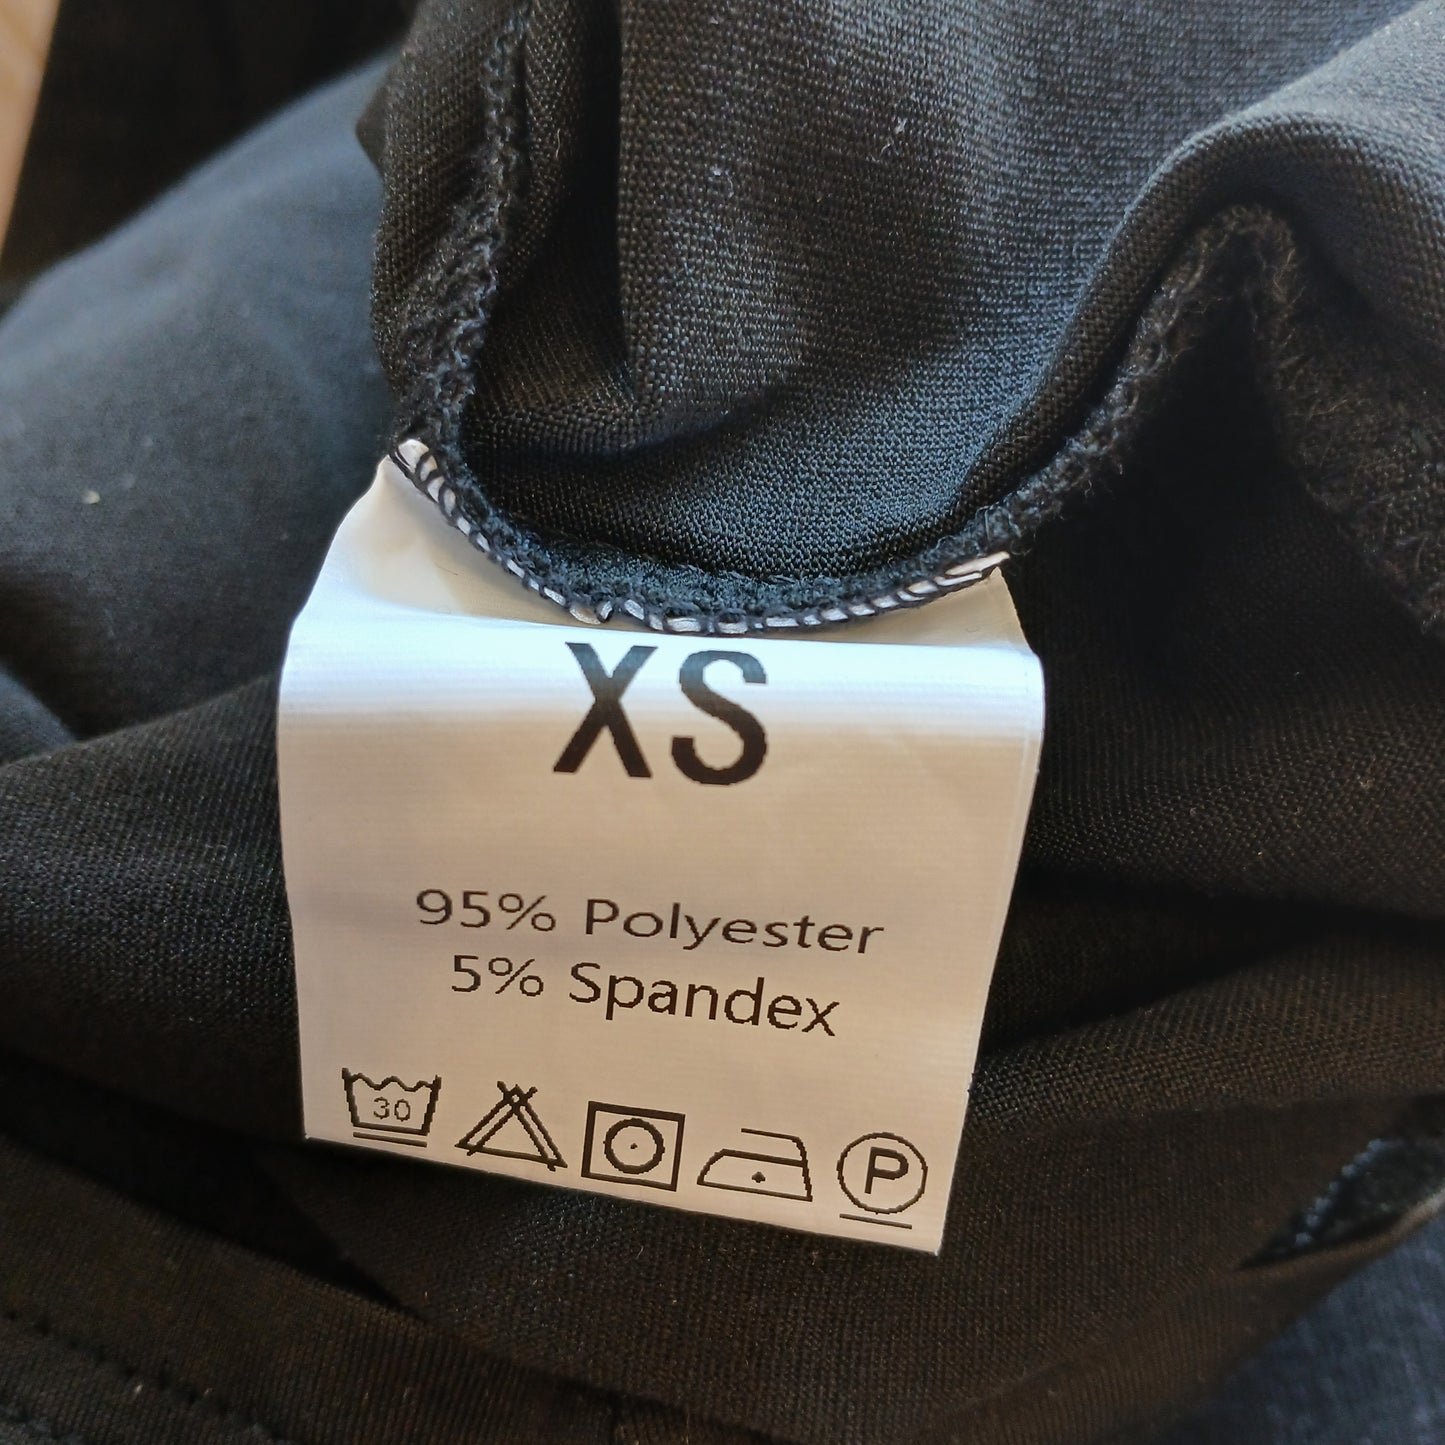 XS
95% Polyester
5% Spandex
30 P